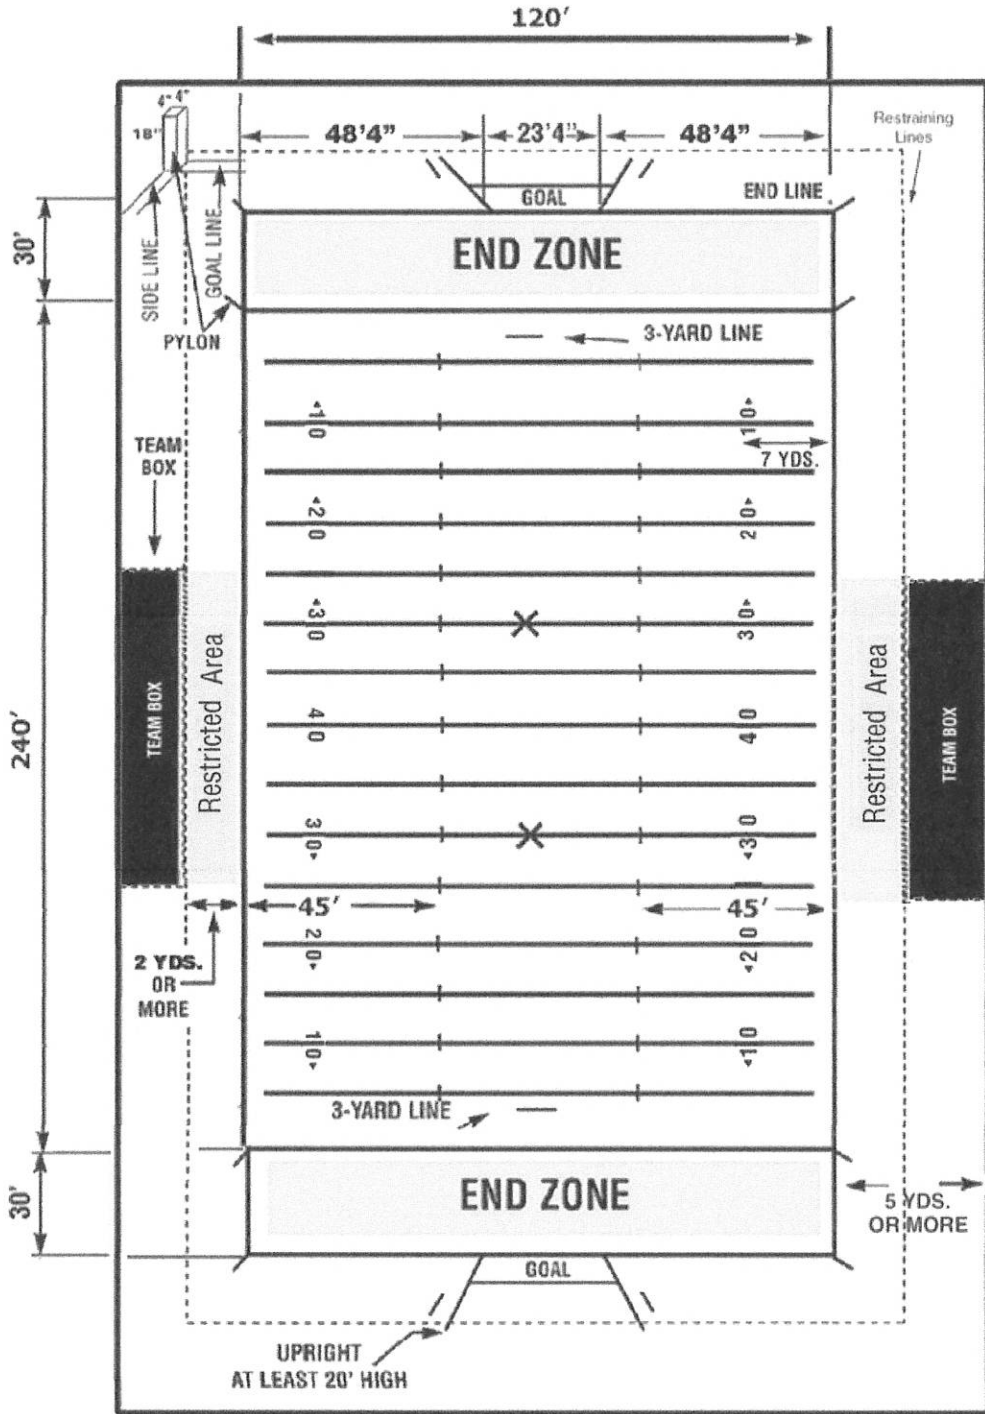 120'
4" 4"
18"
48'4" 23'4" 48'4"
Restraining
Lines
GOAL
END LINE
30'
SIDE LINE
GOAL LINE
END ZONE
PYLON
3-YARD LINE
10 10
7 YDS.
TEAM
BOX
20 20
30 30
TEAM BOX
Restricted Area
Restricted Area
TEAM BOX
240'
40 40
30 30
45' 45'
20 20
2 YDS.
OR
MORE
10 10
3-YARD LINE
30'
END ZONE
5 YDS.
OR MORE
GOAL
UPRIGHT
AT LEAST 20' HIGH